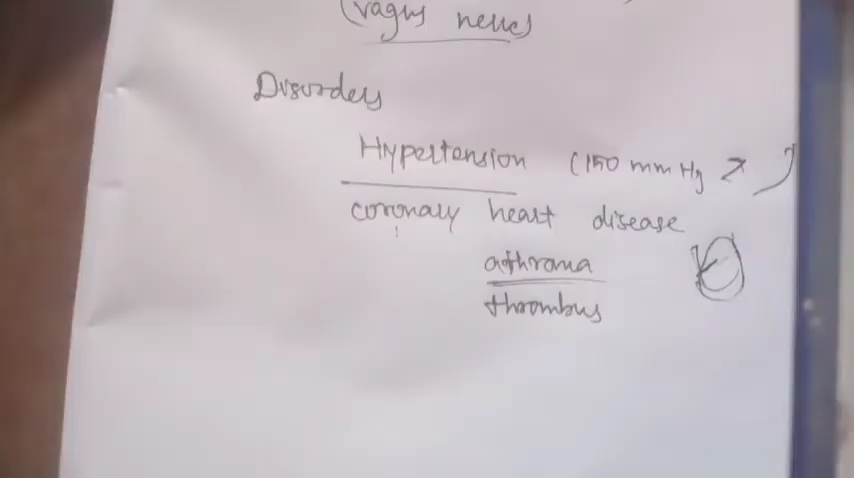 (vagus nerve)
Disorders
Hypertension (150 mm Hg
coronary heart disease
athroma
thrombus